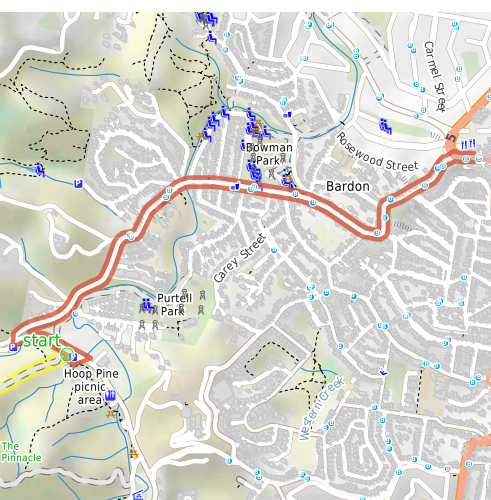 Carmel Street
5
Rosewood Street
Bowman
Park
Bardon
Carey Street
Purtell
Park
start
Hoop Pine
picnic
area
Western Creek
The
Pinnacle